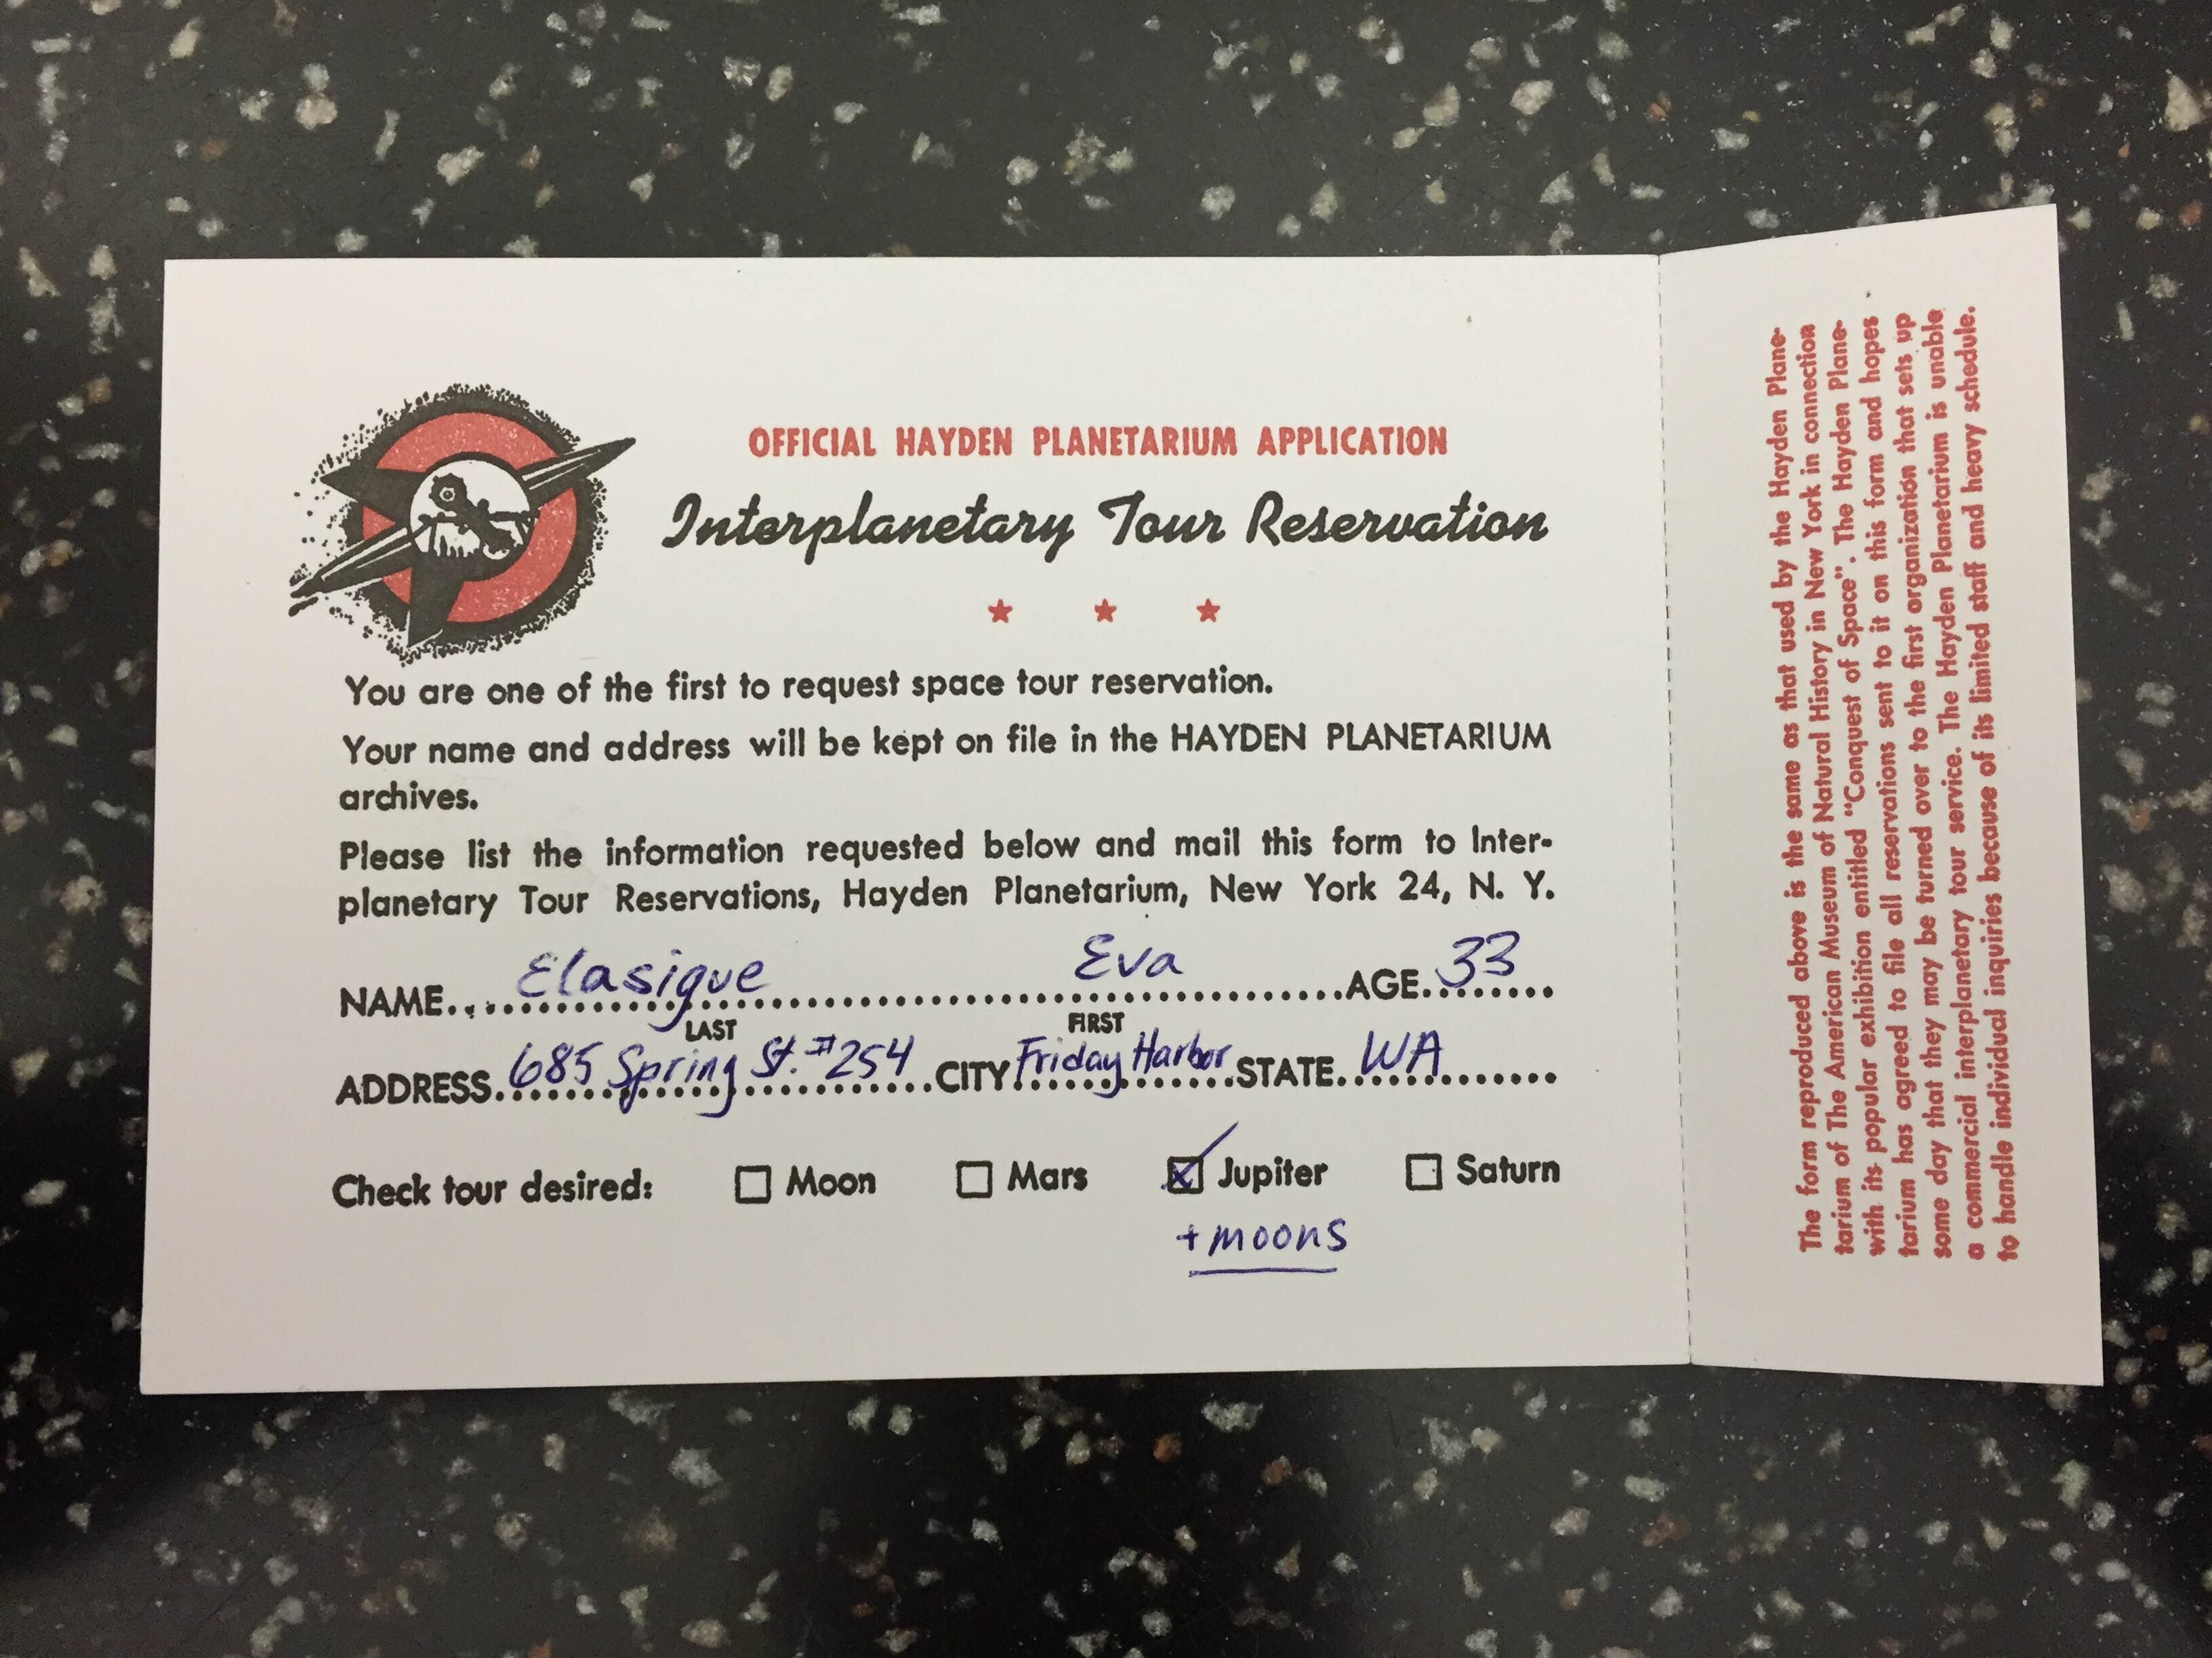 OFFICIAL HAYDEN PLANETARIUM APPLICATION
Interplanetary Tour Reservation
You are one of the first to request space tour reservation.
Your name and address will be kept on file in the HAYDEN PLANETARIUM
archives.
Please list the information requested below and mail this form to Inter-
planetary Tour Reservations, Hayden Planetarium, New York 24, N. Y.
NAME.... Elasigue Eva AGE. 33
LAST FIRST
ADDRESS. 685 Spring St. #254 CITY Friday Harbor STATE. WA
Check tour desired: Moon Mars Jupiter Saturn
+ moons
The form reproduced above is the same as that used by the Hayden Plane-
tarium of The American Museum of Natural History in New York in connection
with its popular exhibition entitled "Conquest of Space". The Hayden Plane-
tarium has agreed to file all reservations sent to it on this form and hopes
some day that they may be turned over to the first organization that sets up
a commercial interplanetary tour service. The Hayden Planetarium is unable
to handle individual inquiries because of its limited staff and heavy schedule.